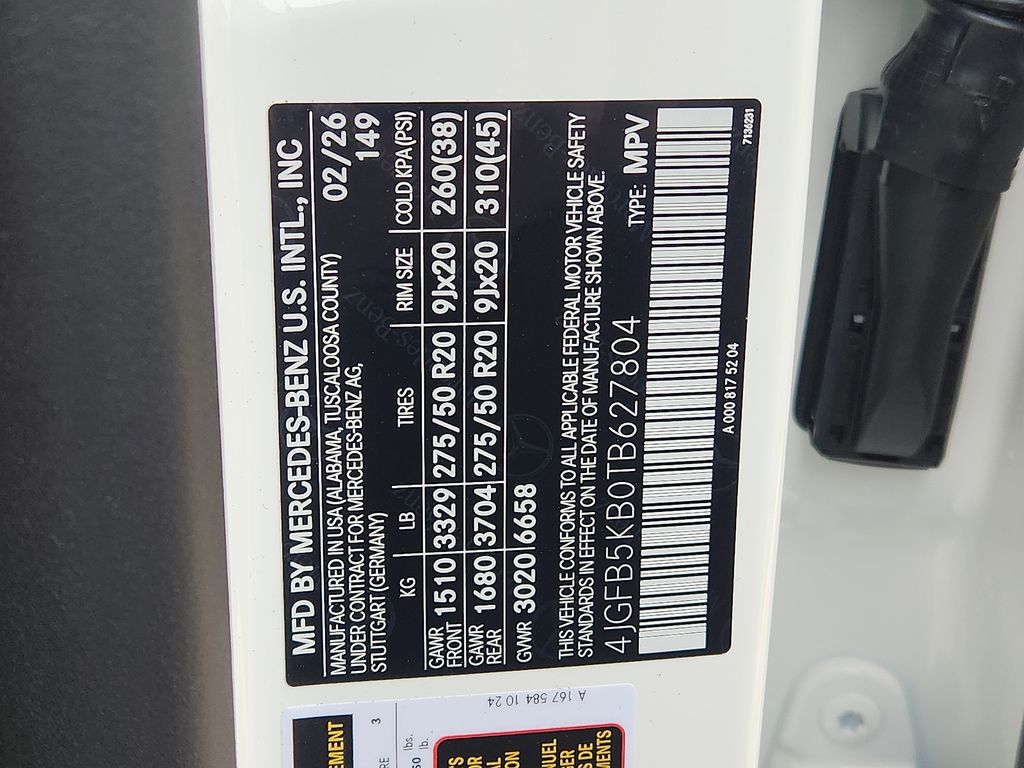 MFD BY MERCEDES-BENZ U.S. INTL., INC
MANUFACTURED IN USA (ALABAMA, TUSCALOOSA COUNTY) 02/26
UNDER CONTRACT FOR MERCEDES-BENZ AG, 149
STUTTGART (GERMANY)
KG LB TIRES RIM SIZE COLD KPA (PSI)
GAWR FRONT 1510 3329 275/50 R20 9Jx20 260(38)
GAWR REAR 1680 3704 275/50 R20 9Jx20 310(45)
GVWR 3020 6658
THIS VEHICLE CONFORMS TO ALL APPLICABLE FEDERAL MOTOR VEHICLE SAFETY
STANDARDS IN EFFECT ON THE DATE OF MANUFACTURE SHOWN ABOVE.
4JGFB5KB0TB627804 TYPE: MPV
A 000 817 52 04 7136231
A 167 584 10 24